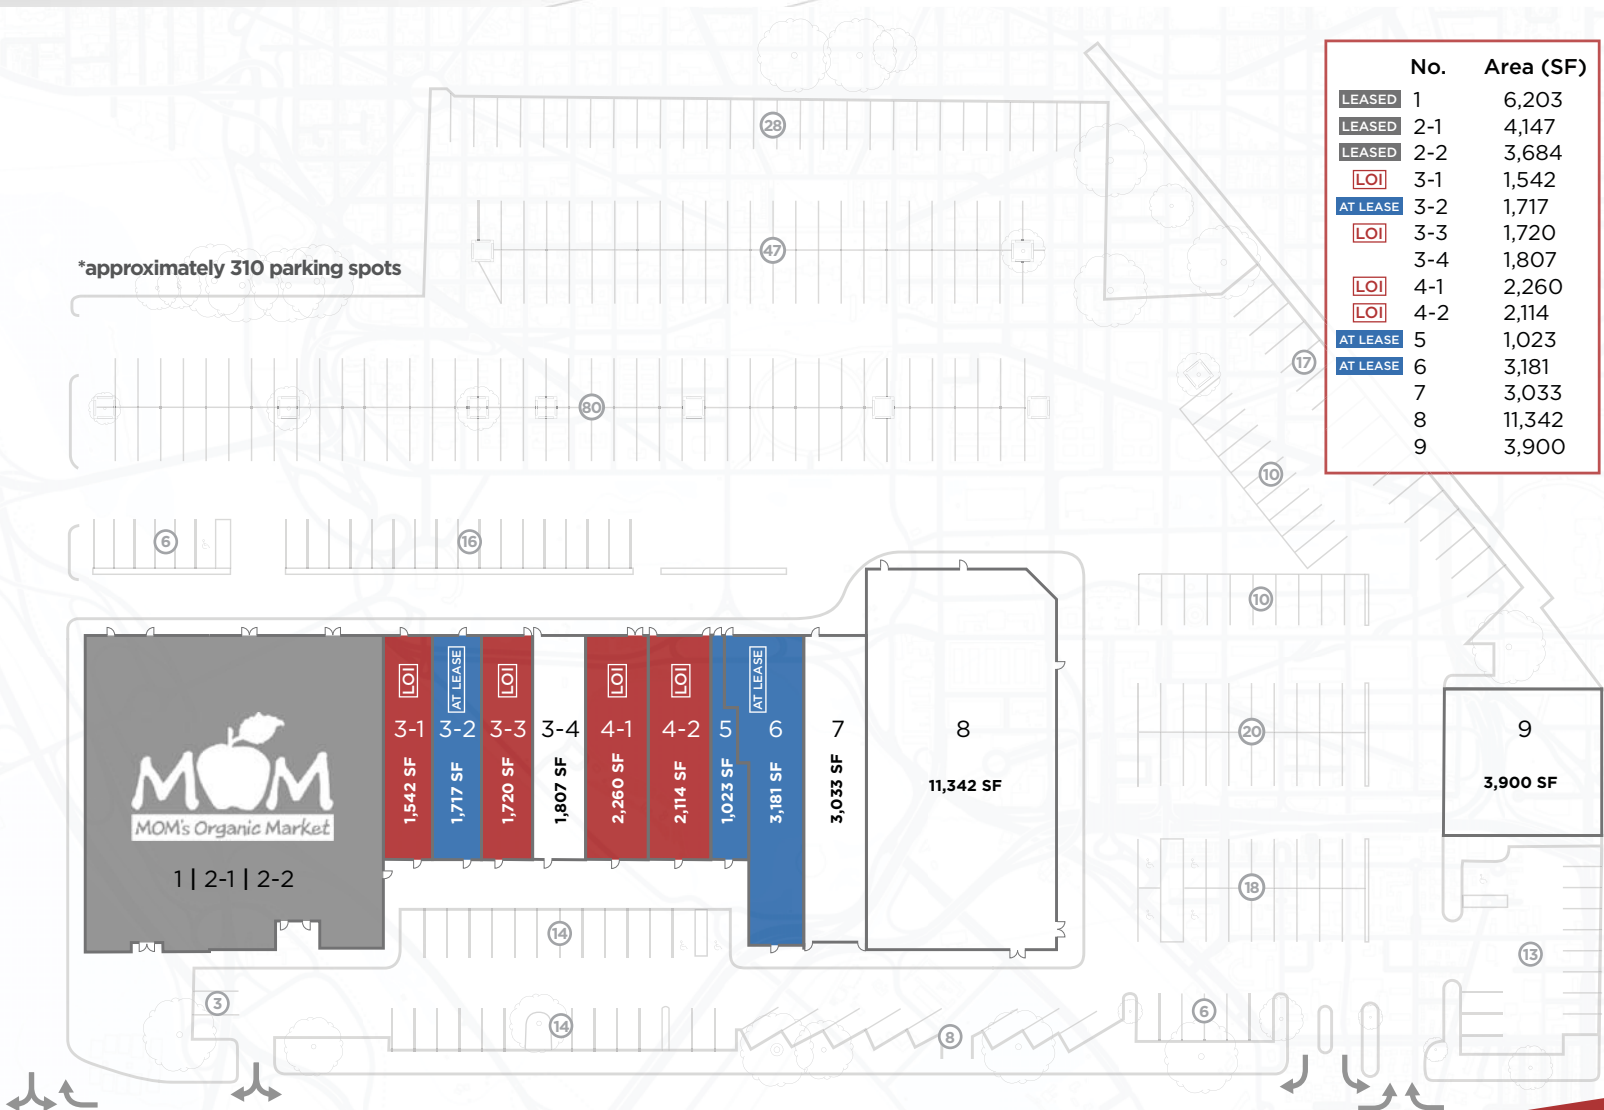 No. Area (SF)
LEASED 1 6,203
LEASED 2-1 4,147
LEASED 2-2 3,684
LOI 3-1 1,542
AT LEASE 3-2 1,717
LOI 3-3 1,720
3-4 1,807
LOI 4-1 2,260
LOI 4-2 2,114
AT LEASE 5 1,023
AT LEASE 6 3,181
7 3,033
8 11,342
9 3,900
28
47
*approximately 310 parking spots
17
80
10
6
16
10
LOI
3-1
1,542 SF
AT LEASE
3-2
1,717 SF
LOI
3-3
1,720 SF
3-4
1,807 SF
LOI
4-1
2,260 SF
LOI
4-2
2,114 SF
5
1,023 SF
AT LEASE
6
3,181 SF
7
3,033 SF
8
11,342 SF
20
9
3,900 SF
MOM
MOM's Organic Market
1 | 2-1 | 2-2
18
14
13
3
14
8
6